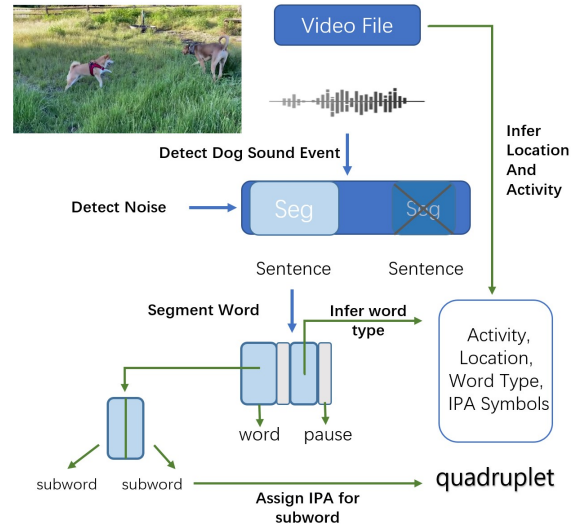 Video File
Detect Dog Sound Event
Infer
Location
And
Activity
Detect Noise
Seg
Seg
Sentence
Sentence
Segment Word
Infer word
type
Activity,
Location,
Word Type,
IPA Symbols
word
pause
subword
subword
Assign IPA for
subword
quadruplet